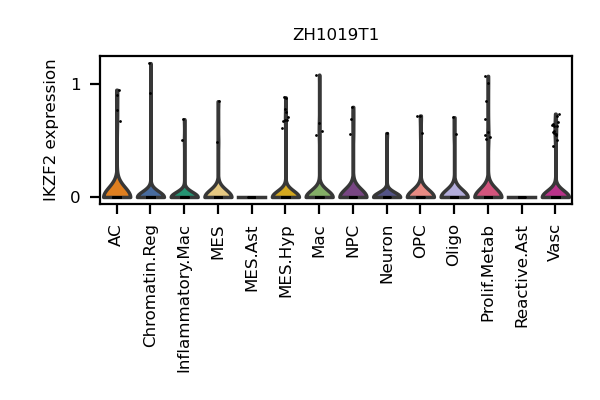 ZH1019T1
IKZF2 expression
1
0
AC
Chromatin.Reg
Inflammatory.Mac
MES
MES.Ast
MES.Hyp
Mac
NPC
Neuron
OPC
Oligo
Prolif.Metab
Reactive.Ast
Vasc